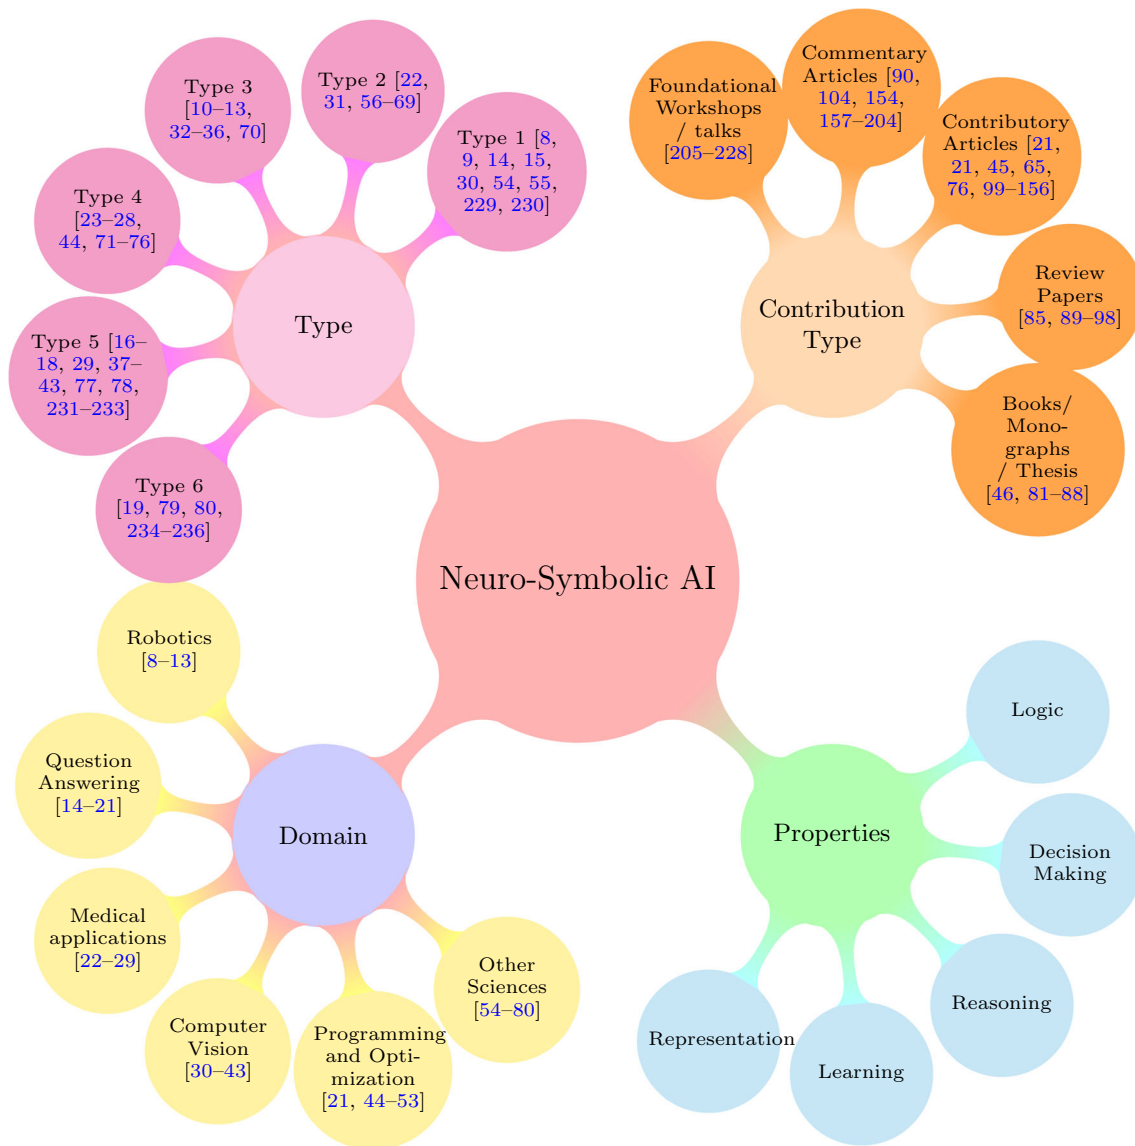 Type 3
[10–13,
32–36, 70]
Type 2 [22,
31, 56–69]
Type 1 [8,
9, 14, 15,
30, 54, 55,
229, 230]
Type 4
[23–28,
44, 71–76]
Type 5 [16–
18, 29, 37–
43, 77, 78,
231–233]
Type 6
[19, 79, 80,
234–236]
Type
Foundational
Workshops
/ talks
[205–228]
Commentary
Articles [90,
104, 154,
157–204]
Contributory
Articles [21,
21, 45, 65,
76, 99–156]
Review
Papers
[85, 89–98]
Books/
Mono-
graphs
/ Thesis
[46, 81–88]
Contribution
Type
Neuro-Symbolic AI
Robotics
[8–13]
Question
Answering
[14–21]
Medical
applications
[22–29]
Computer
Vision
[30–43]
Programming
and Opti-
mization
[21, 44–53]
Other
Sciences
[54–80]
Domain
Properties
Logic
Decision
Making
Reasoning
Learning
Representation